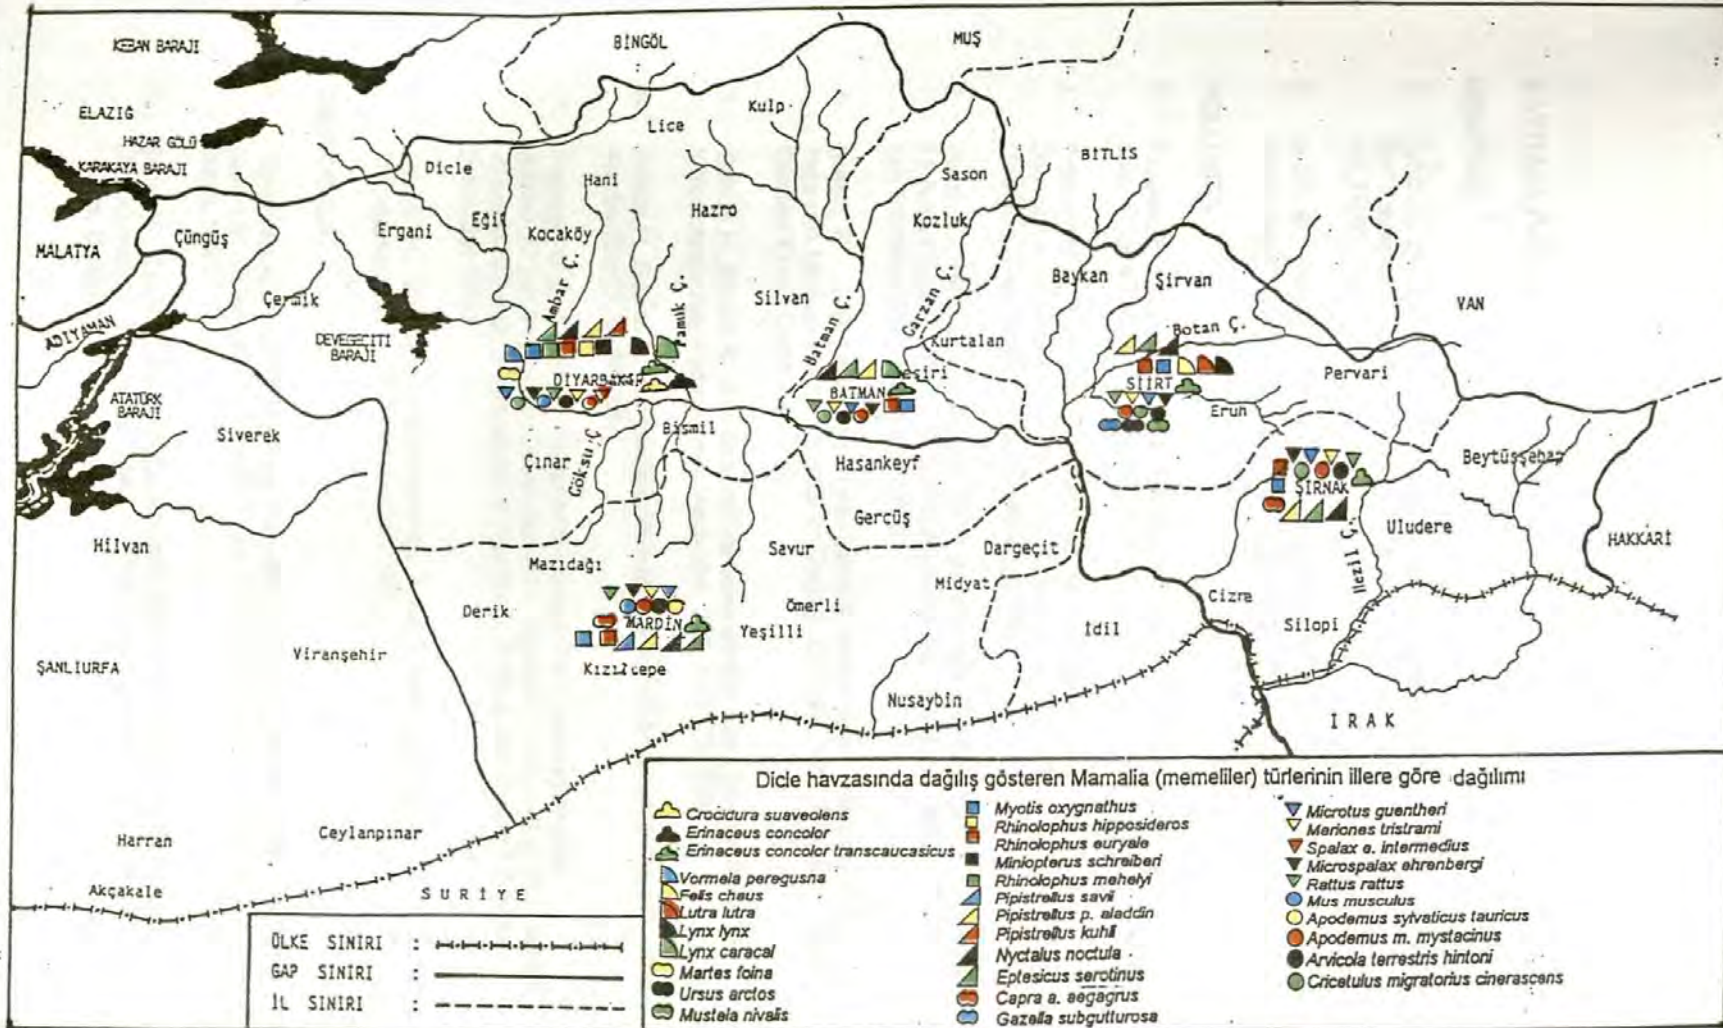 KEBAN BARAJI
BİNGÖL
MUŞ
ELAZIĞ
HAZAR GÖLÜ
KARAKAYA BARAJI
Dicle
Lice
Kulp
BİTLİS
Hani
Sason
MALATYA
Çüngüş
Ergani
Eğil
Kocaköy
Hazro
Kozluk
Baykan
Şirvan
VAN
Çermik
Ambar Ç.
Pamuk Ç.
Silvan
Batman Ç.
Garzan Ç.
Kurtalan
Botan Ç.
ADIYAMAN
DEVEGEÇİTİ
BARAJI
DİYARBAKIR
BATMAN
SİİRT
Pervari
ATATÜRK
BARAJI
Siverek
Çınar
Göksu Ç.
Bismil
Hasankeyf
Eruh
Beytüşşebap
ŞIRNAK
Hilvan
Mazıdağı
Savur
Gercüş
Dargeçit
Uludere
HAKKÂRİ
Derik
MARDİN
Ömerli
Yeşilli
Midyat
İdil
Cizre
Silopi
Hezil Ç.
ŞANLIURFA
Viranşehir
Kızıltepe
Nusaybin
IRAK
Harran
Ceylanpınar
Akçakale
SURİYE
ÜLKE SINIRI :
GAP SINIRI :
İL SINIRI :
Dicle havzasında dağılış gösteren Mamalia (memeliler) türlerinin illere göre dağılımı
Crocidura suaveolens
Erinaceus concolor
Erinaceus concolor transcaucasicus
Vormela peregusna
Felis chaus
Lutra lutra
Lynx lynx
Lynx caracal
Martes foina
Ursus arctos
Mustela nivalis
Myotis oxygnathus
Rhinolophus hipposideros
Rhinolophus euryale
Miniopterus schreiberi
Rhinolophus mehelyi
Pipistrellus savii
Pipistrellus p. aladdin
Pipistrellus kuhli
Nyctalus noctula
Eptesicus serotinus
Capra a. aegagrus
Gazella subgutturosa
Microtus guentheri
Meriones tristrami
Spalax e. intermedius
Microspalax ehrenbergi
Rattus rattus
Mus musculus
Apodemus sylvaticus tauricus
Apodemus m. mystacinus
Arvicola terrestris hintoni
Cricetulus migratorius cinerascens